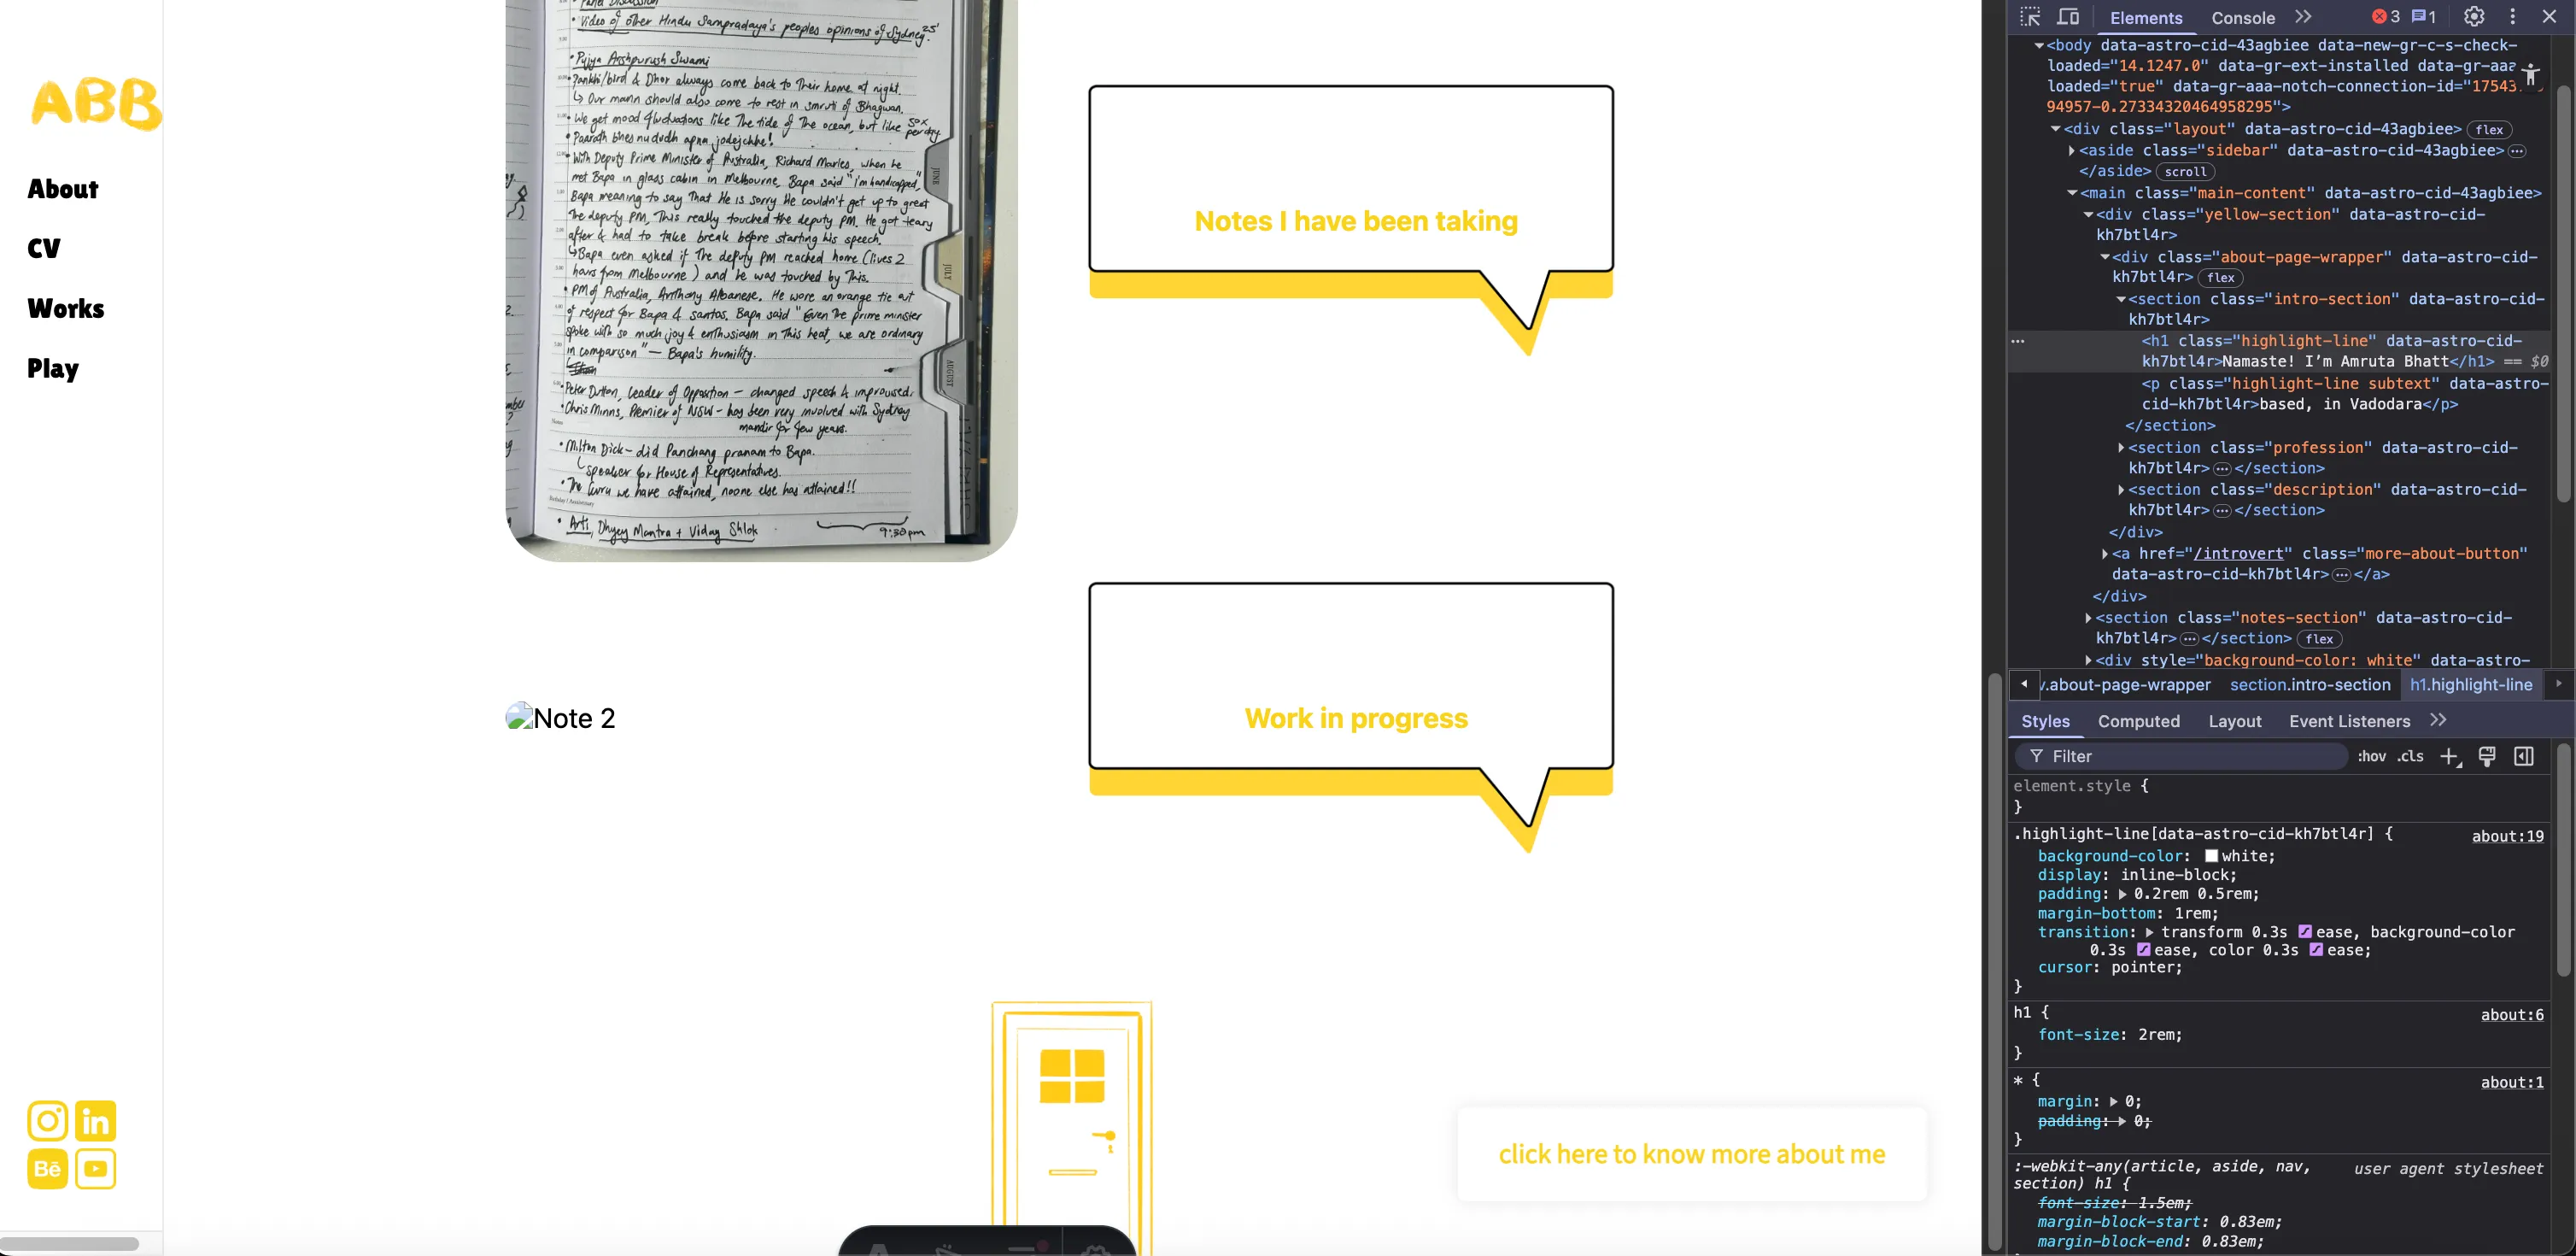 ABB
About
CV
Works
Play
Panel Discussion
• Video of other Hindu Sampradaya's peoples opinions of Sydney. 25'
• Pujya Arshpurush Swami
always come back to their home at night.
↳ Our mann should also come to rest in smruti of Bhagwan.
• We get mood fluctuations like the tide of the ocean, but like 50x per day
• With Deputy Prime Minister of Australia, Richard Marles, when he
met Bapa in glass cabin in Melbourne, Bapa said "i'm handicapped,"
Bapa meaning to say that He is sorry He couldn't get up to greet
the deputy PM. This really touched the deputy PM. He got teary
after & had to take break before starting his speech.
↳ Bapa even asked if the deputy PM reached home (lives 2
hours from Melbourne) and he was touched by this.
• PM of Australia, Anthony Albanese. He wore an orange tie out
of respect for Bapa & santos. Bapa said "Even the prime minister
spoke with so much joy & enthusiasm in this heat, we are ordinary
in comparison" — Bapa's humility.
• Peter Dutton, leader of Opposition — changed speech & improvised.
• Chris Minns, Premier of NSW - has been very involved with Sydney
mandir for few years.
• Milton Dick - did Panchang pranam to Bapa.
↳ speaker for House of Representatives.
• The Guru we have attained, noone else has attained!!
• Arti, Dhyey Mantra + Viday Shlok 9:30pm
JUNE
JULY
AUGUST
Notes I have been taking
Note 2
Work in progress
click here to know more about me
in
Bē
Elements
Console
3
1
<body data-astro-cid-43agbiee data-new-gr-c-s-check-
loaded="14.1247.0" data-gr-ext-installed data-gr-aaa
loaded="true" data-gr-aaa-notch-connection-id="17543
94957-0.27334320464958295">
<div class="layout" data-astro-cid-43agbiee> flex
<aside class="sidebar" data-astro-cid-43agbiee>
</aside> scroll
<main class="main-content" data-astro-cid-43agbiee>
<div class="yellow-section" data-astro-cid-
kh7btl4r>
<div class="about-page-wrapper" data-astro-cid-
kh7btl4r> flex
<section class="intro-section" data-astro-cid-
kh7btl4r>
<h1 class="highlight-line" data-astro-cid-
kh7btl4r>Namaste! I’m Amruta Bhatt</h1> == $0
<p class="highlight-line subtext" data-astro-
cid-kh7btl4r>based, in Vadodara</p>
</section>
<section class="profession" data-astro-cid-
kh7btl4r></section>
<section class="description" data-astro-cid-
kh7btl4r></section>
</div>
<a href="/introvert" class="more-about-button"
data-astro-cid-kh7btl4r></a>
</div>
<section class="notes-section" data-astro-cid-
kh7btl4r></section> flex
<div style="background-color: white" data-astro-
.about-page-wrapper section.intro-section h1.highlight-line
Styles Computed Layout Event Listeners
Filter
:hov .cls
element.style {
}
.highlight-line[data-astro-cid-kh7btl4r] { about:19
background-color: white;
display: inline-block;
padding: 0.2rem 0.5rem;
margin-bottom: 1rem;
transition: transform 0.3s ease, background-color
0.3s ease, color 0.3s ease;
cursor: pointer;
}
h1 { about:6
font-size: 2rem;
}
* { about:1
margin: 0;
padding: 0;
}
:-webkit-any(article, aside, nav, user agent stylesheet
section) h1 {
font-size: 1.5em;
margin-block-start: 0.83em;
margin-block-end: 0.83em;